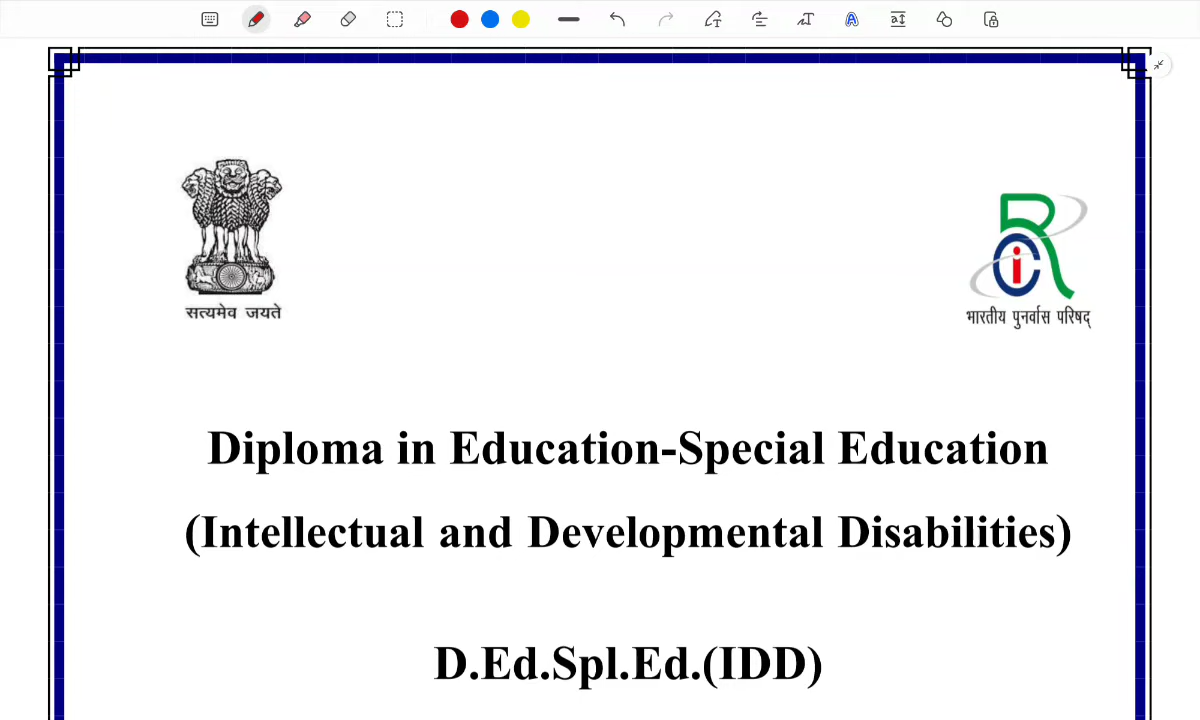 सत्यमेव जयते
भारतीय पुनर्वास परिषद्
Diploma in Education-Special Education
(Intellectual and Developmental Disabilities)
D.Ed.Spl.Ed.(IDD)